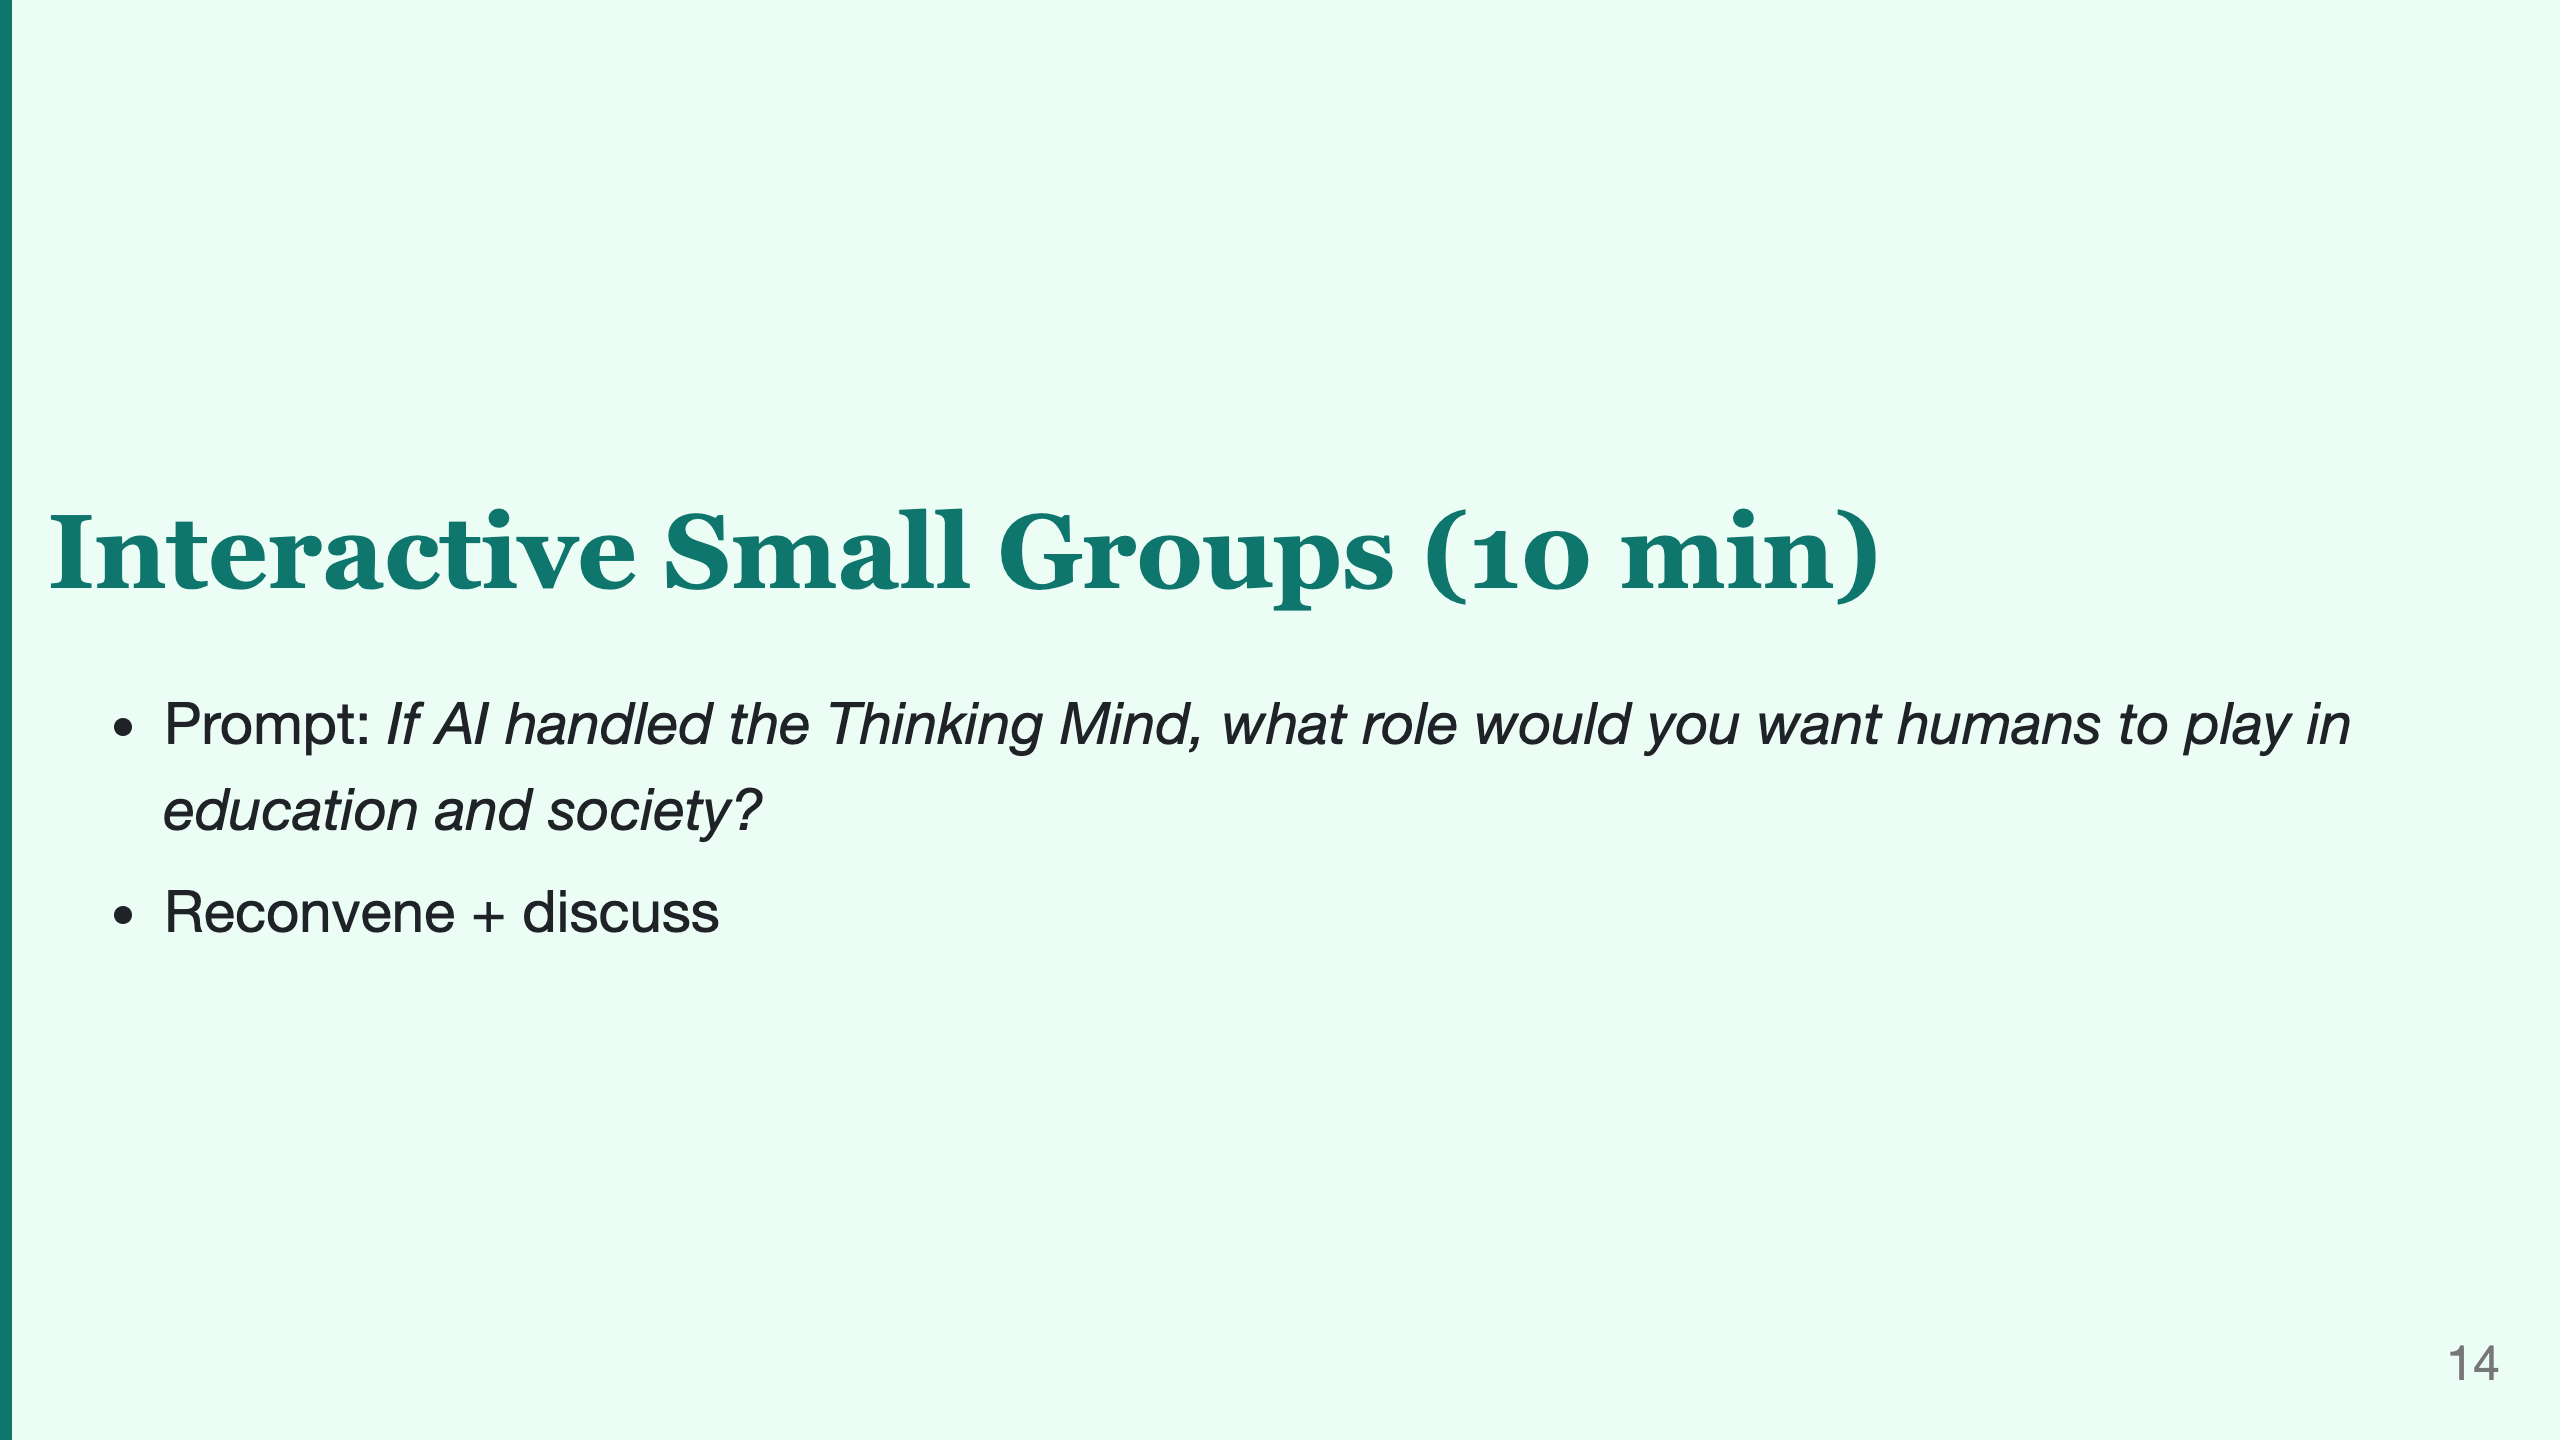 Interactive Small Groups (10 min)
• Prompt: If AI handled the Thinking Mind, what role would you want humans to play in
education and society?
• Reconvene + discuss
14